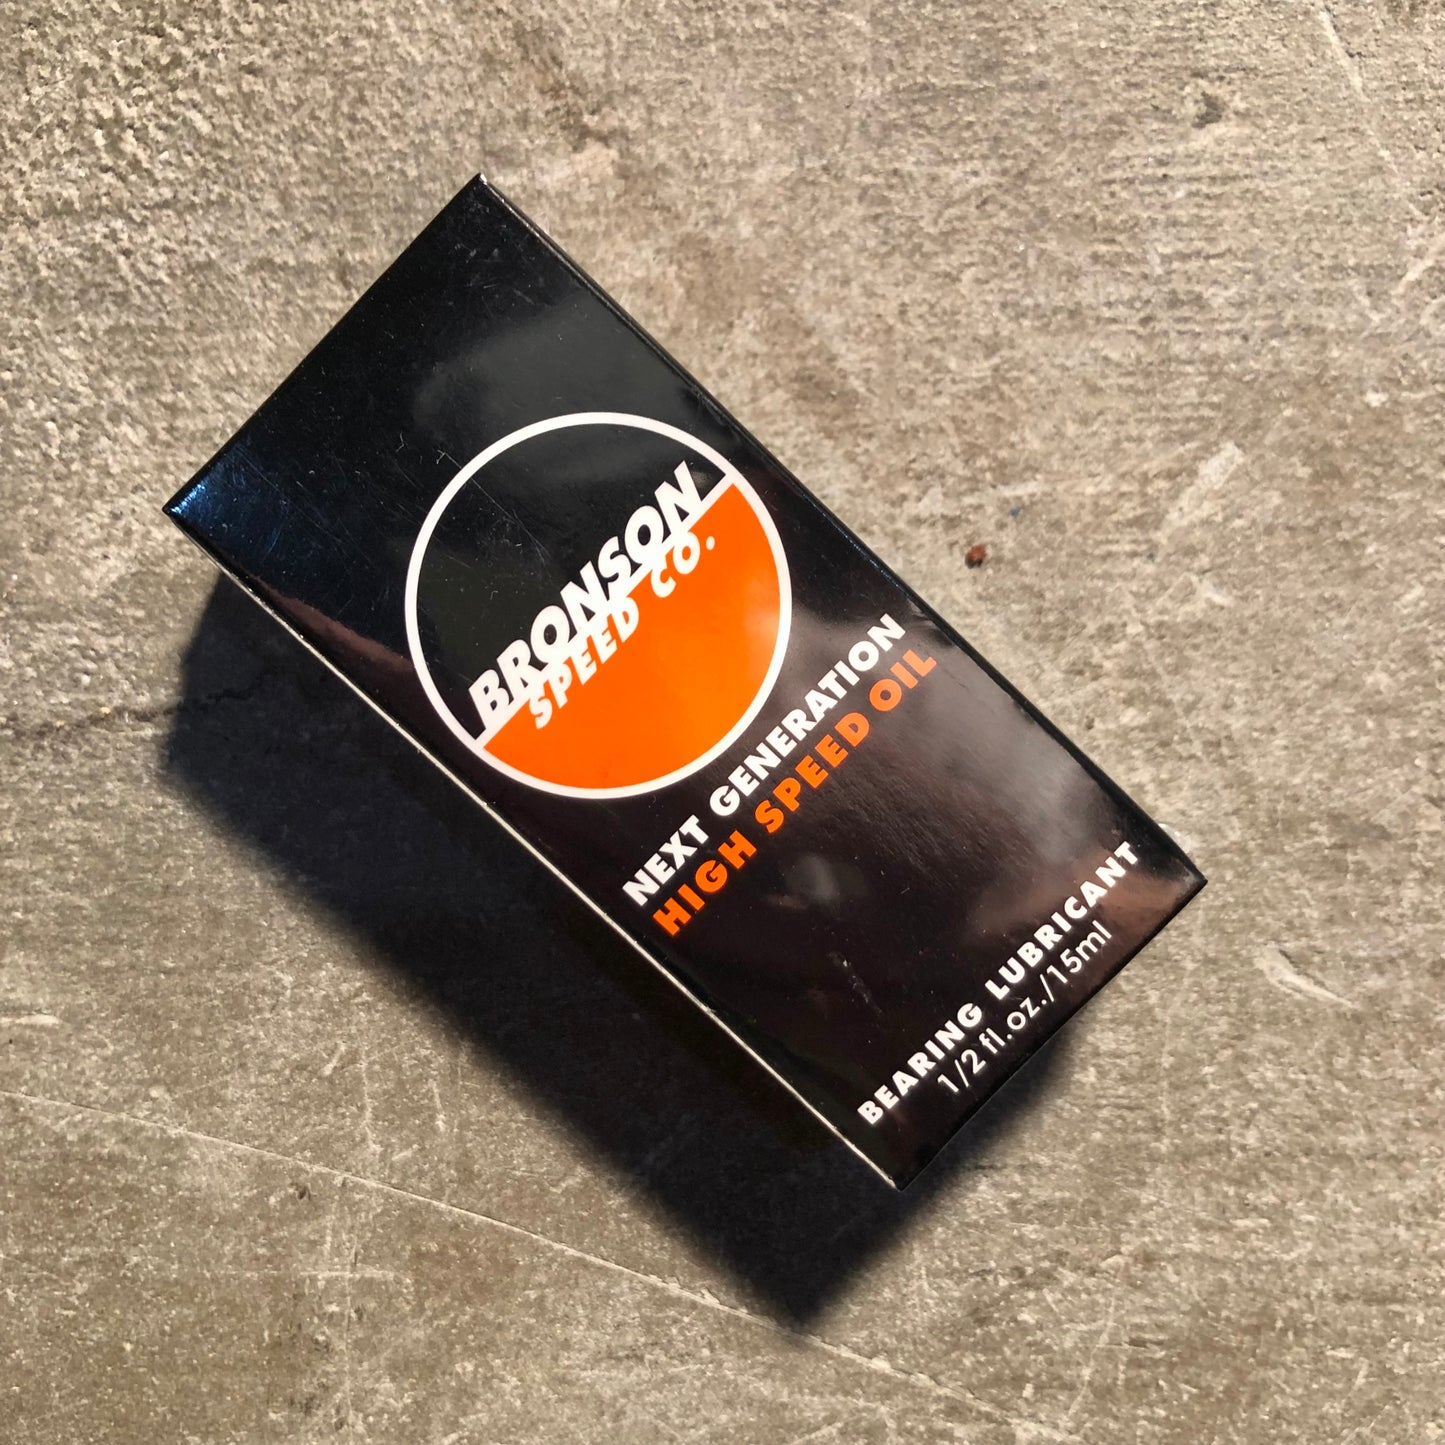 BRONSON
SPEED CO.
NEXT GENERATION
HIGH SPEED OIL
BEARING LUBRICANT
1/2 fl.oz./15ml